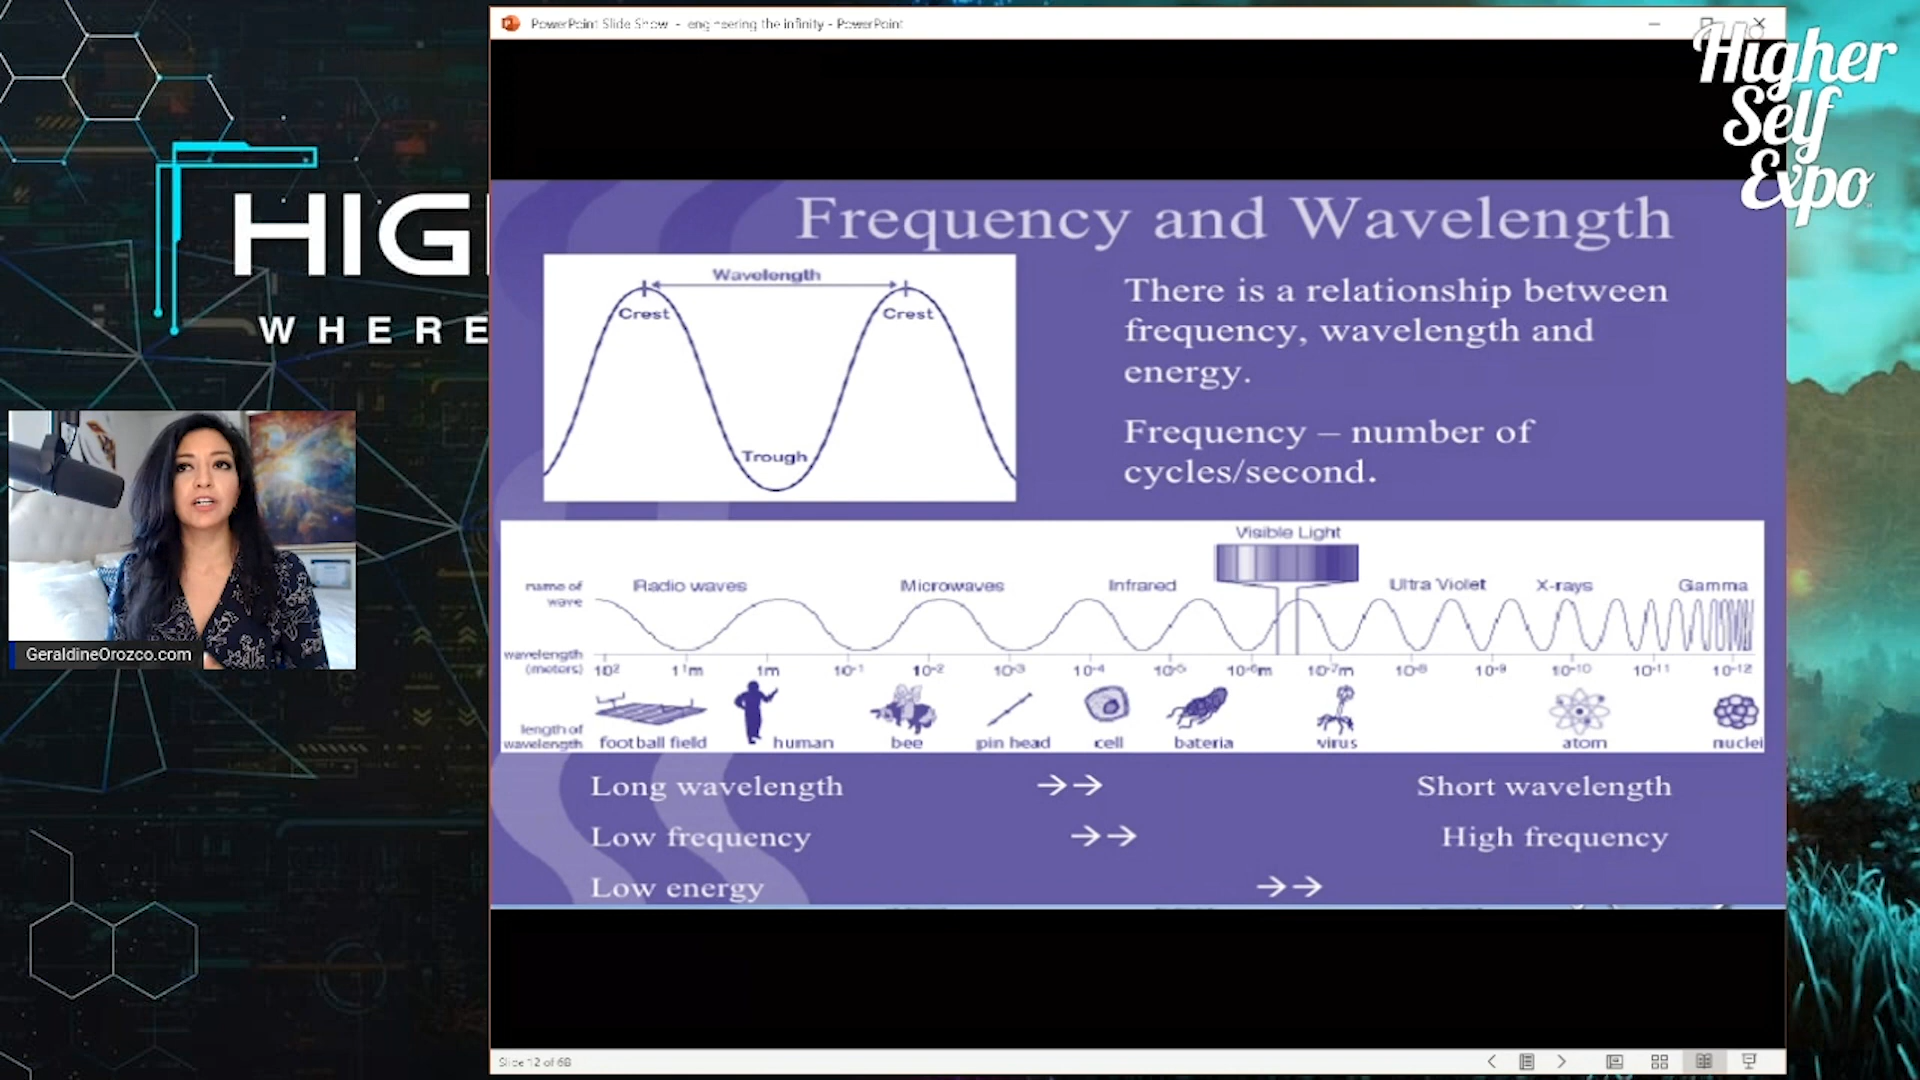 PowerPoint Slide Show - engineering the infinity - PowerPoint
Higher
Self
Expo
HIG
WHERE
GeraldineOrozco.com
Frequency and Wavelength
Wavelength
Crest
Crest
Trough
There is a relationship between
frequency, wavelength and
energy.
Frequency – number of
cycles/second.
Visible Light
name of
wave
Radio waves
Microwaves
Infrared
Ultra Violet
X-rays
Gamma
wavelength
(meters)
10² 1¹m 1m 10-¹ 10-² 10-³ 10-⁴ 10-⁵ 10-⁶m 10-⁷m 10-⁸ 10-⁹ 10-¹⁰ 10-¹¹ 10-¹²
length of
wavelength
football field human bee pin head cell bateria virus atom nuclei
Long wavelength →→ Short wavelength
Low frequency →→ High frequency
Low energy →→
Slide 12 of 68